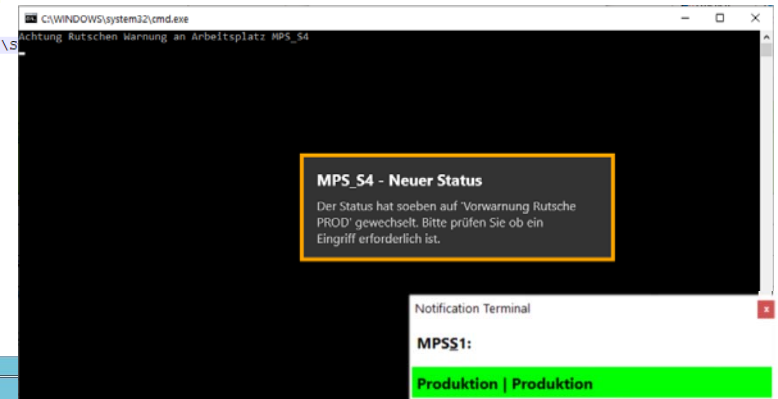 C:\WINDOWS\system32\cmd.exe
Achtung Rutschen Warnung an Arbeitsplatz MPS_S4
\S
MPS_S4 - Neuer Status
Der Status hat soeben auf 'Vorwarnung Rutsche
PROD' gewechselt. Bitte prüfen Sie ob ein
Eingriff erforderlich ist.
Notification Terminal
x
MPSS1:
Produktion | Produktion